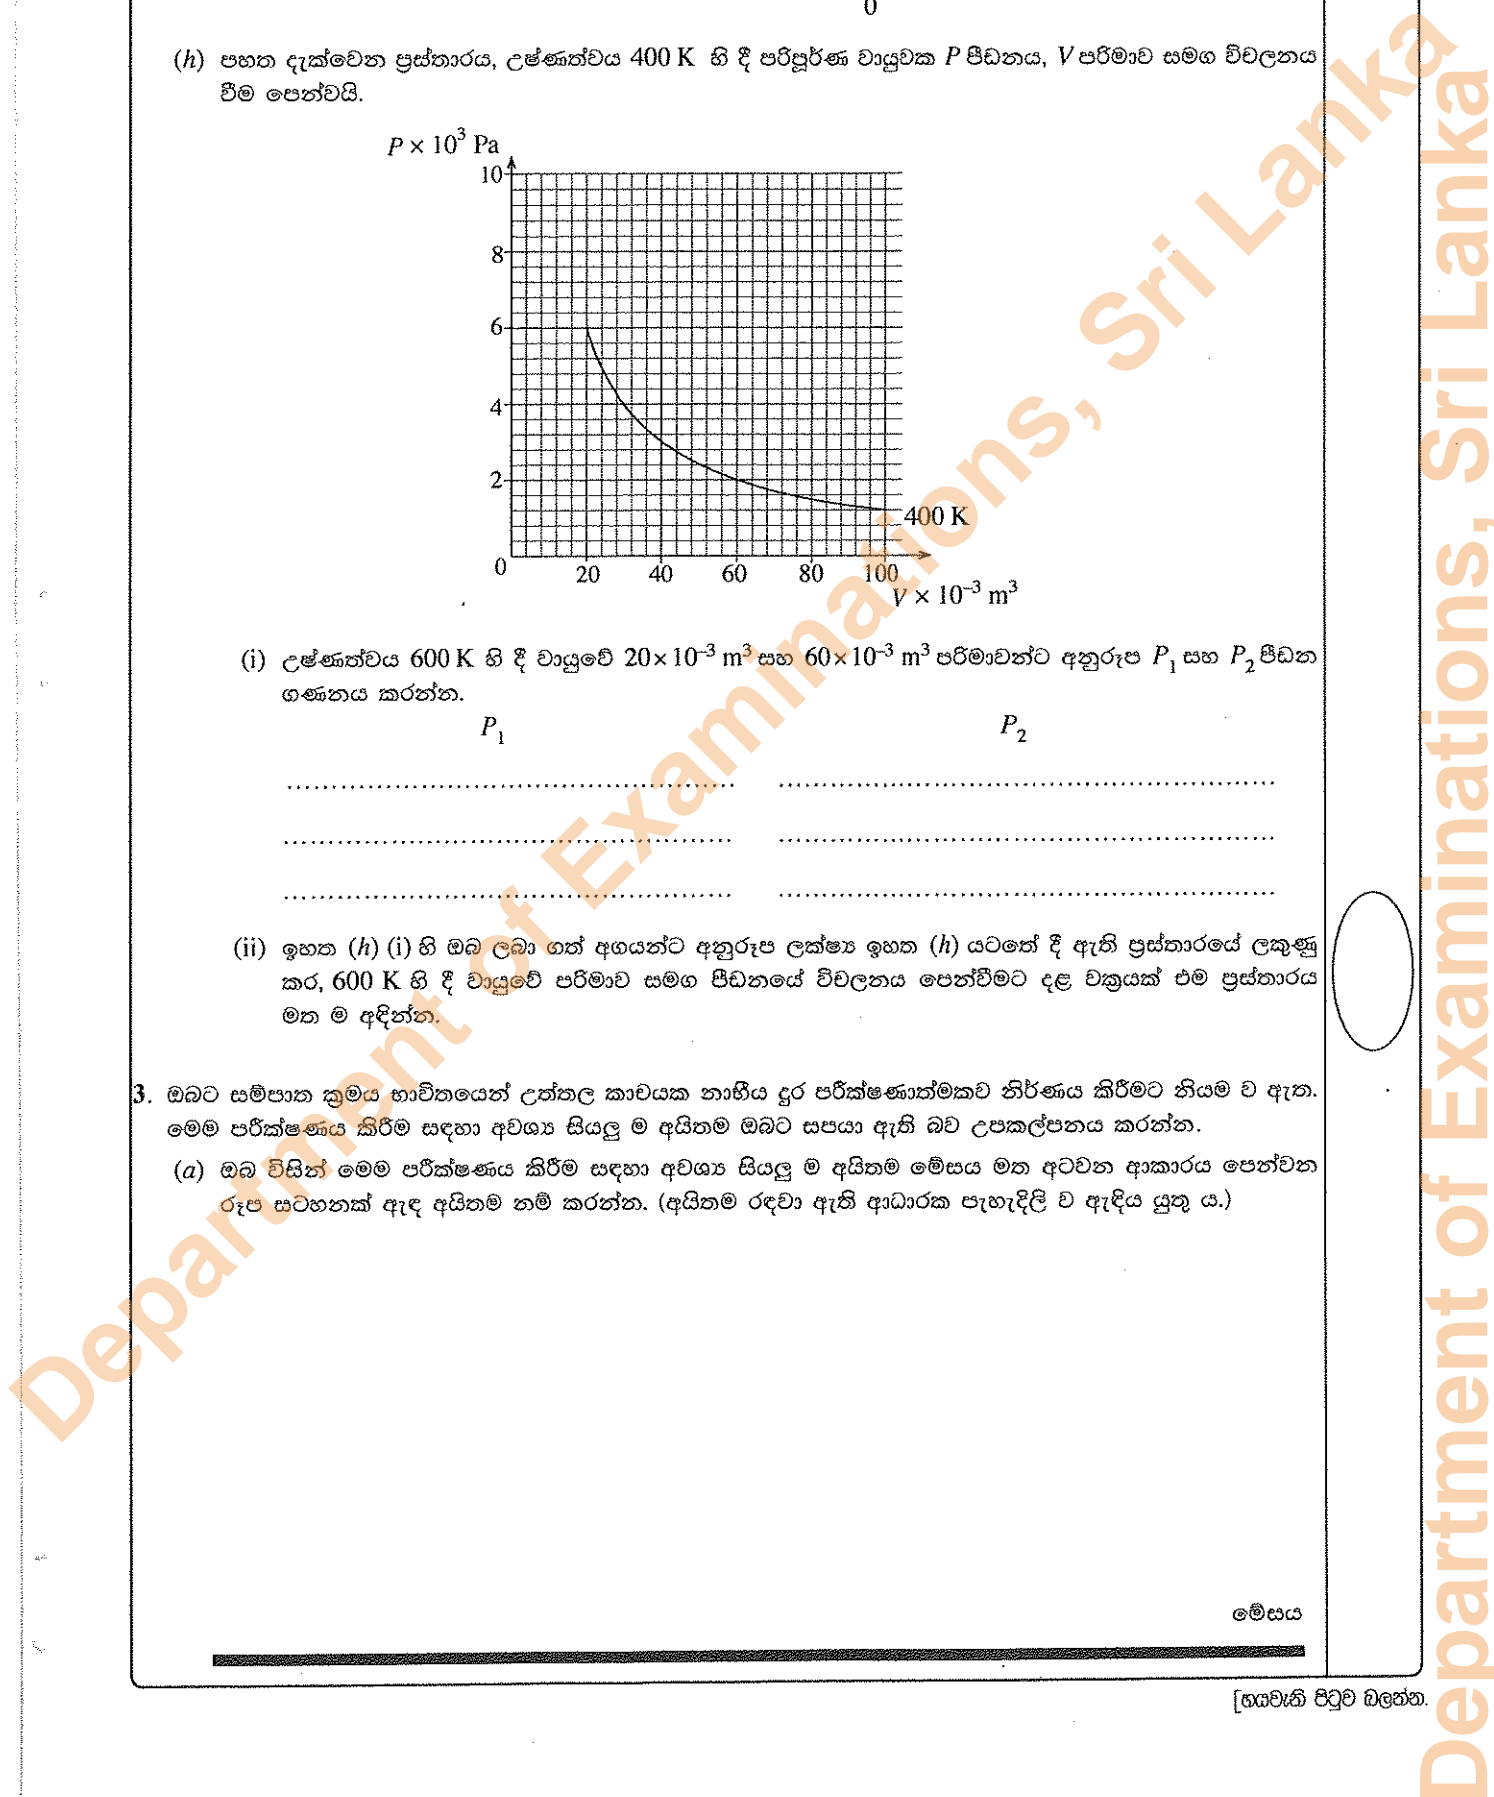 0
(h) පහත දැක්වෙන ප්‍රස්තාරය, උෂ්ණත්වය 400 K හි දී පරිපූර්ණ වායුවක P පීඩනය, V පරිමාව සමග විචලනය
වීම පෙන්වයි.
P × 10³ Pa
10
8
6
4
2
0
20 40 60 80 100
400 K
V × 10⁻³ m³
(i) උෂ්ණත්වය 600 K හි දී වායුවේ 20×10⁻³ m³ සහ 60×10⁻³ m³ පරිමාවන්ට අනුරූප P₁ සහ P₂ පීඩන
ගණනය කරන්න.
P₁ P₂
(ii) ඉහත (h) (i) හි ඔබ ලබා ගත් අගයන්ට අනුරූප ලක්ෂ්‍ය ඉහත (h) යටතේ දී ඇති ප්‍රස්තාරයේ ලකුණු
කර, 600 K හි දී වායුවේ පරිමාව සමග පීඩනයේ විචලනය පෙන්වීමට දළ වක්‍රයක් එම ප්‍රස්තාරය
මත ම අඳින්න.
3. ඔබට සම්පාත ක්‍රමය භාවිතයෙන් උත්තල කාචයක නාභීය දුර පරීක්ෂණාත්මකව නිර්ණය කිරීමට නියම ව ඇත.
මෙම පරීක්ෂණය කිරීම සඳහා අවශ්‍ය සියලු ම අයිතම ඔබට සපයා ඇති බව උපකල්පනය කරන්න.
(a) ඔබ විසින් මෙම පරීක්ෂණය කිරීම සඳහා අවශ්‍ය සියලු ම අයිතම මේසය මත අටවන ආකාරය පෙන්වන
රූප සටහනක් ඇඳ අයිතම නම් කරන්න. (අයිතම රඳවා ඇති ආධාරක පැහැදිලි ව ඇඳිය යුතු ය.)
මේසය
[හයවැනි පිටුව බලන්න.
Department of Examinations, Sri Lanka
Department of Examinations, Sri Lanka